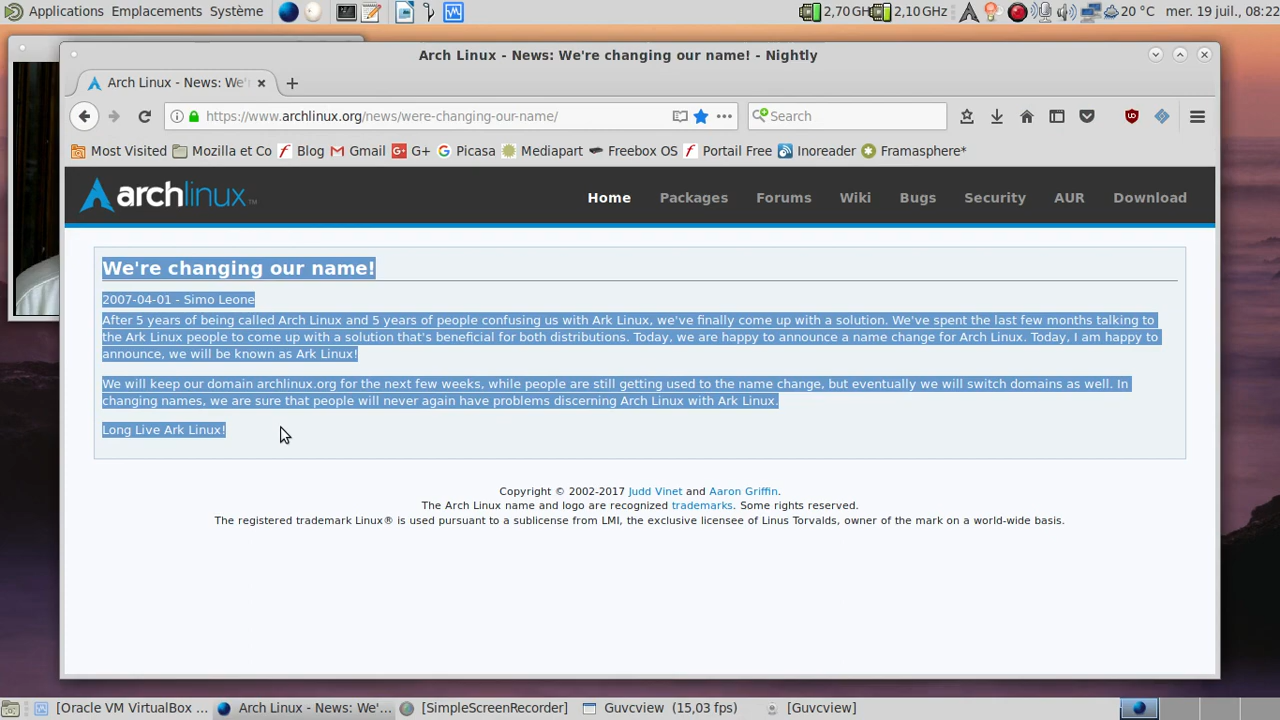 Applications Emplacements Système 2,70 GH 2,10 GHz 20 °C mer. 19 juil., 08:22
Arch Linux - News: We're changing our name! - Nightly
Arch Linux - News: We'r
https://www.archlinux.org/news/were-changing-our-name/ Search
Most Visited Mozilla et Co Blog Gmail G+ Picasa Mediapart Freebox OS Portail Free Inoreader Framasphere*
archlinux™ Home Packages Forums Wiki Bugs Security AUR Download
We're changing our name!
2007-04-01 - Simo Leone
After 5 years of being called Arch Linux and 5 years of people confusing us with Ark Linux, we've finally come up with a solution. We've spent the last few months talking to
the Ark Linux people to come up with a solution that's beneficial for both distributions. Today, we are happy to announce a name change for Arch Linux. Today, I am happy to
announce, we will be known as Ark Linux!
We will keep our domain archlinux.org for the next few weeks, while people are still getting used to the name change, but eventually we will switch domains as well. In
changing names, we are sure that people will never again have problems discerning Arch Linux with Ark Linux.
Long Live Ark Linux!
Copyright © 2002-2017 Judd Vinet and Aaron Griffin.
The Arch Linux name and logo are recognized trademarks. Some rights reserved.
The registered trademark Linux® is used pursuant to a sublicense from LMI, the exclusive licensee of Linus Torvalds, owner of the mark on a world-wide basis.
[Oracle VM VirtualBox ... Arch Linux - News: We'... [SimpleScreenRecorder] Guvcview (15,03 fps) [Guvcview]